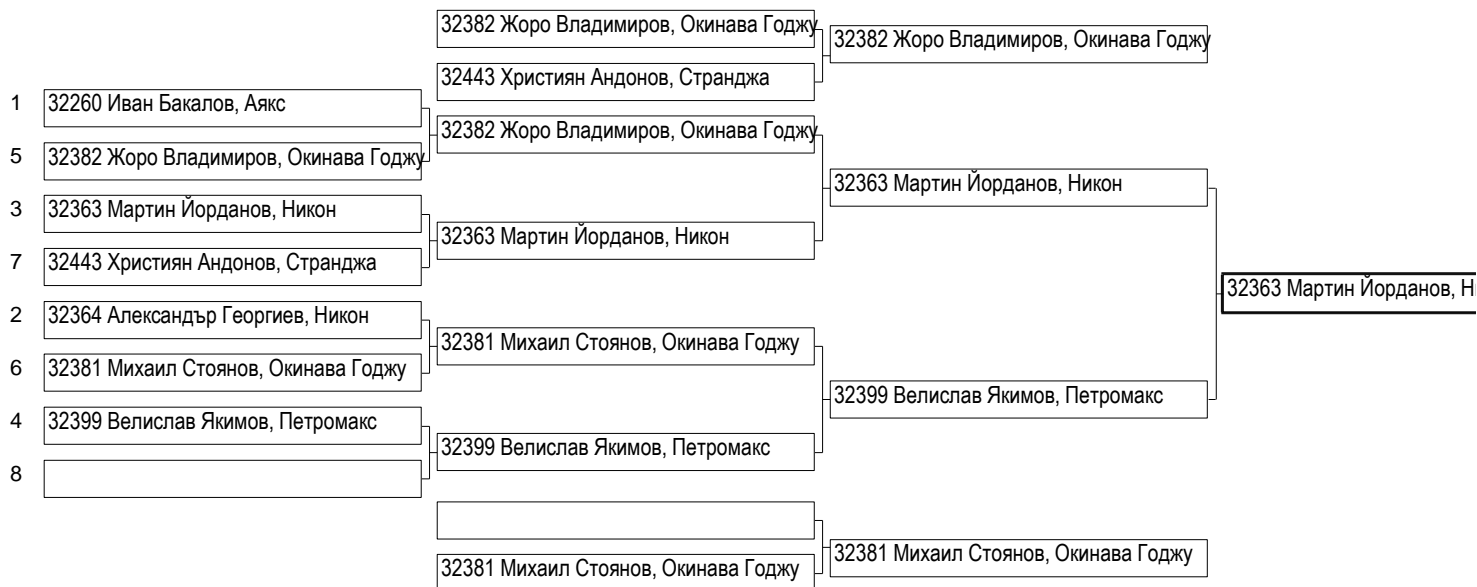 32382 Жоро Владимиров, Окинава Годжу
32382 Жоро Владимиров, Окинава Годжу
32443 Християн Андонов, Странджа
1 32260 Иван Бакалов, Аякс
32382 Жоро Владимиров, Окинава Годжу
5 32382 Жоро Владимиров, Окинава Годжу
32363 Мартин Йорданов, Никон
3 32363 Мартин Йорданов, Никон
32363 Мартин Йорданов, Никон
7 32443 Християн Андонов, Странджа
32363 Мартин Йорданов, Н
2 32364 Александър Георгиев, Никон
32381 Михаил Стоянов, Окинава Годжу
6 32381 Михаил Стоянов, Окинава Годжу
32399 Велислав Якимов, Петромакс
4 32399 Велислав Якимов, Петромакс
32399 Велислав Якимов, Петромакс
8
32381 Михаил Стоянов, Окинава Годжу
32381 Михаил Стоянов, Окинава Годжу